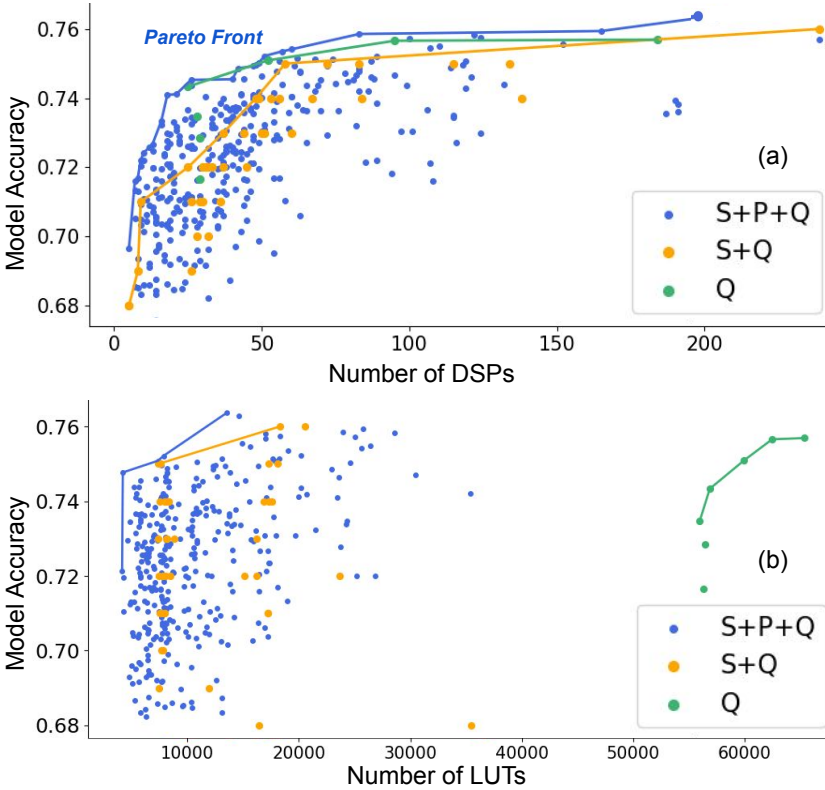 Pareto Front
0.76
0.74
0.72
0.70
0.68
Model Accuracy
(a)
S+P+Q
S+Q
Q
0
50
100
150
200
Number of DSPs
0.76
0.74
0.72
0.70
0.68
Model Accuracy
(b)
S+P+Q
S+Q
Q
10000
20000
30000
40000
50000
60000
Number of LUTs